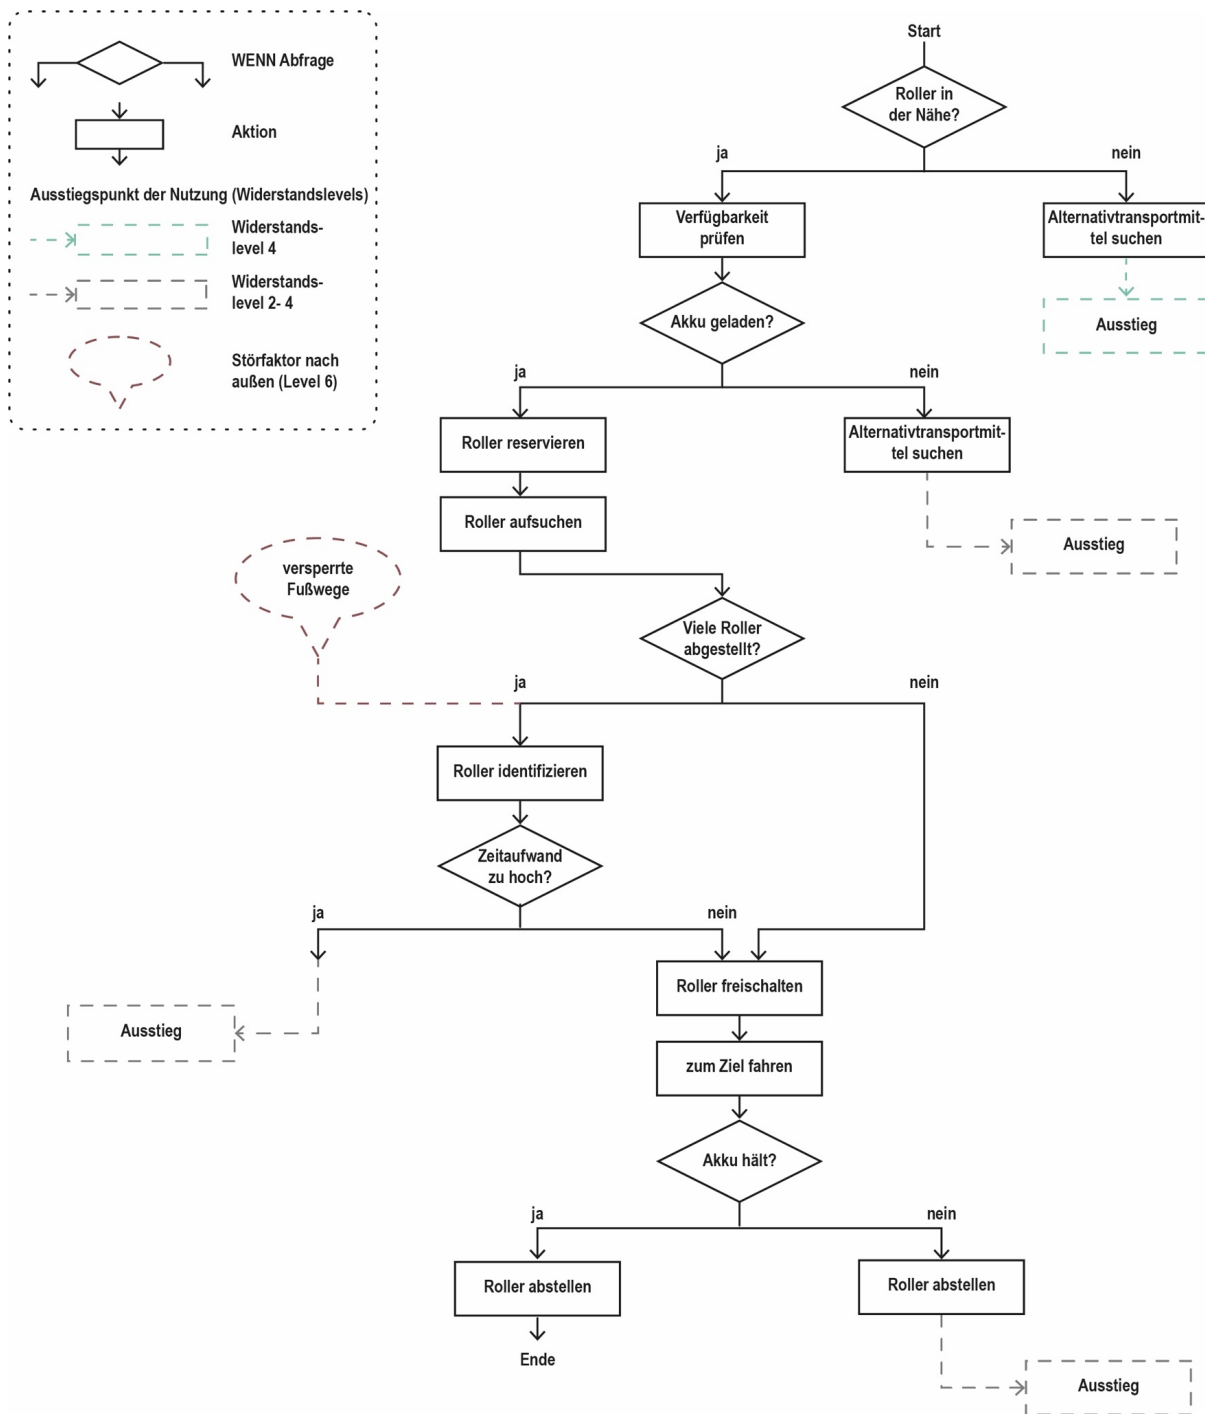 WENN Abfrage
Aktion
Ausstiegspunkt der Nutzung (Widerstandslevels)
Widerstands-
level 4
Widerstands-
level 2- 4
Störfaktor nach
außen (Level 6)
Start
Roller in
der Nähe?
ja
nein
Verfügbarkeit
prüfen
Alternativtransportmit-
tel suchen
Akku geladen?
Ausstieg
ja
nein
Roller reservieren
Alternativtransportmit-
tel suchen
Roller aufsuchen
Ausstieg
versperrte
Fußwege
Viele Roller
abgestellt?
ja
nein
Roller identifizieren
Zeitaufwand
zu hoch?
ja
nein
Roller freischalten
Ausstieg
zum Ziel fahren
Akku hält?
ja
nein
Roller abstellen
Roller abstellen
Ende
Ausstieg